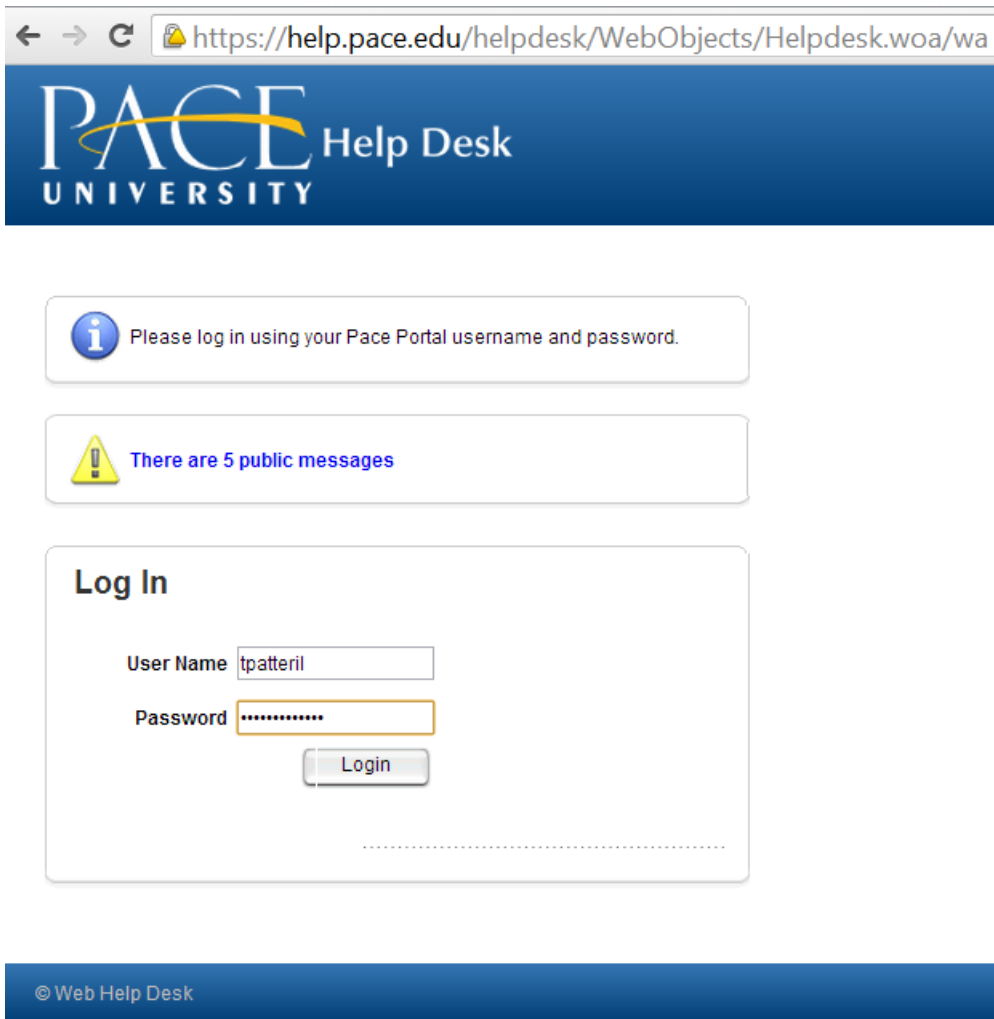 https://help.pace.edu/helpdesk/WebObjects/Helpdesk.woa/wa
PACE
UNIVERSITY
Help Desk
Please log in using your Pace Portal username and password.
There are 5 public messages
Log In
User Name tpatteril
Password •••••••••••••
Login
© Web Help Desk